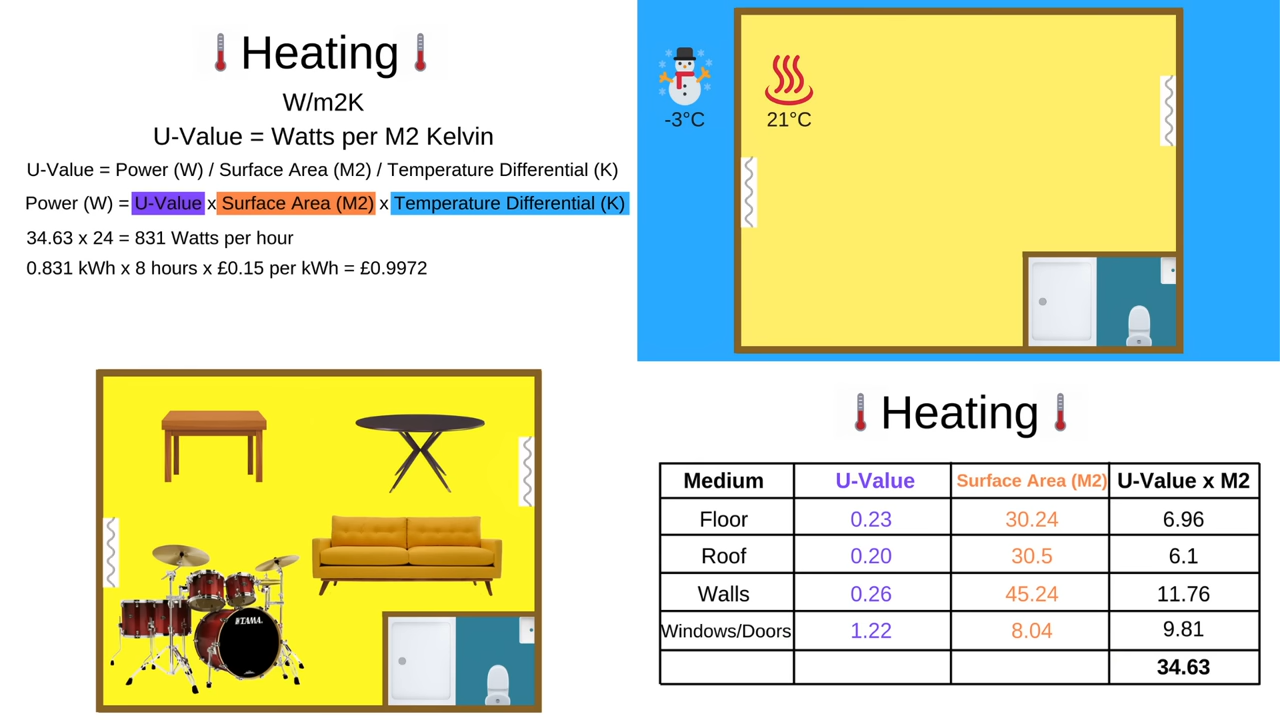 Heating
W/m2K
U-Value = Watts per M2 Kelvin
U-Value = Power (W) / Surface Area (M2) / Temperature Differential (K)
Power (W) = U-Value x Surface Area (M2) x Temperature Differential (K)
34.63 x 24 = 831 Watts per hour
0.831 kWh x 8 hours x £0.15 per kWh = £0.9972
-3°C 21°C
TAMA
Heating
Medium U-Value Surface Area (M2) U-Value x M2
Floor 0.23 30.24 6.96
Roof 0.20 30.5 6.1
Walls 0.26 45.24 11.76
Windows/Doors 1.22 8.04 9.81
34.63